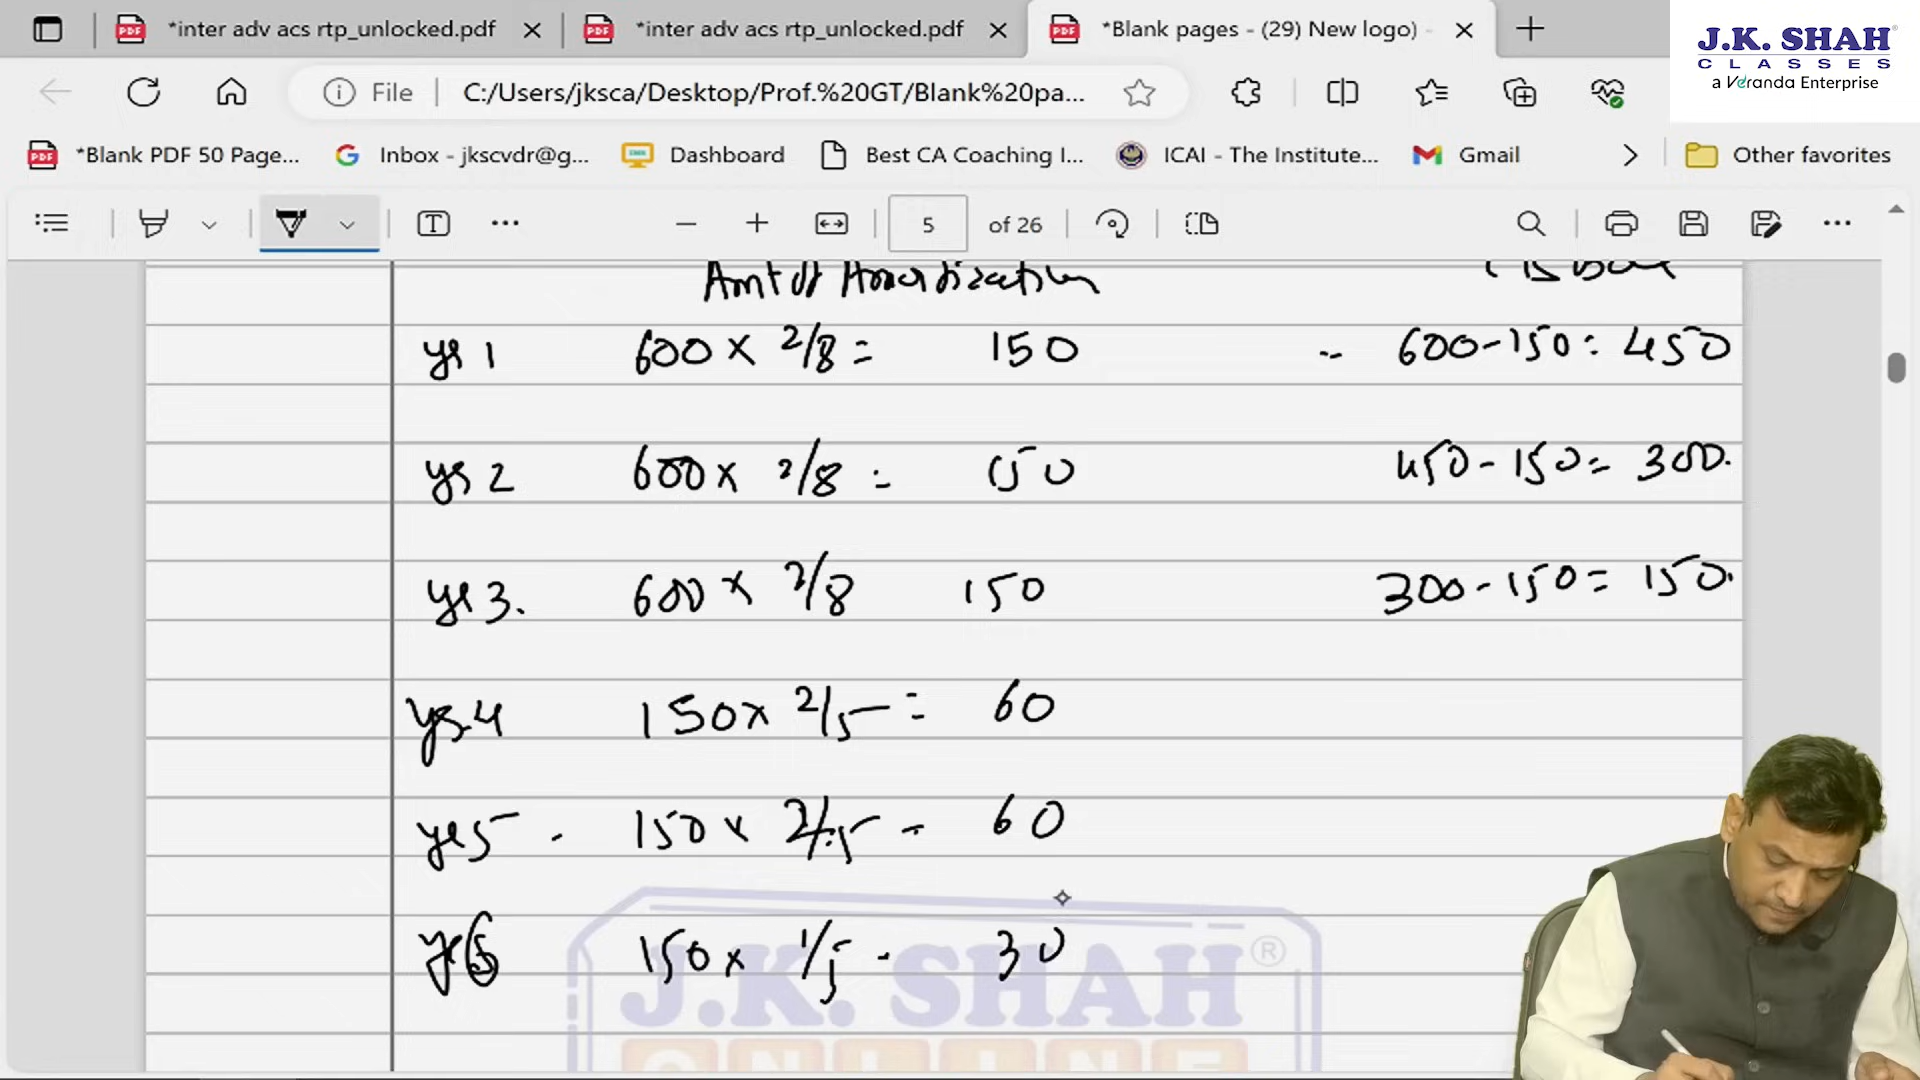 *inter adv acs rtp_unlocked.pdf
*inter adv acs rtp_unlocked.pdf
*Blank pages - (29) New logo) -
J.K. SHAH®
CLASSES
a Veranda Enterprise
File
C:/Users/jksca/Desktop/Prof.%20GT/Blank%20pa...
*Blank PDF 50 Page...
Inbox - jkscvdr@g...
Dashboard
Best CA Coaching I...
ICAI - The Institute...
Gmail
Other favorites
5 of 26
Amt of Amortization
yr 1 600 x 2/8 = 150 -- 600-150 = 450
yr 2 600 x 2/8 = 150 450-150 = 300.
yr 3. 600 x 2/8 150 300-150 = 150.
yr 4 150 x 2/5 = 60
yr 5 - 150 x 2/5 - 60
yr 6 150 x 1/5 - 30
J.K. SHAH®
ONLINE